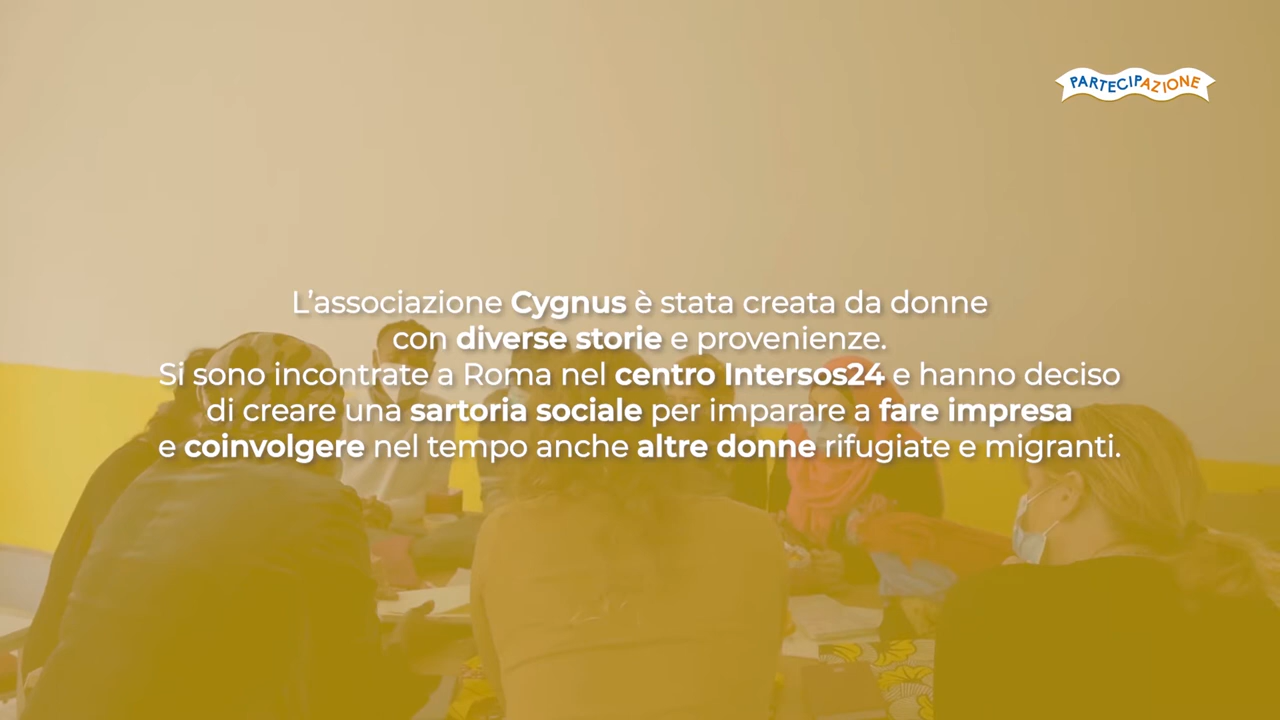 PARTECIPAZIONE
L’associazione Cygnus è stata creata da donne
con diverse storie e provenienze.
Si sono incontrate a Roma nel centro Intersos24 e hanno deciso
di creare una sartoria sociale per imparare a fare impresa
e coinvolgere nel tempo anche altre donne rifugiate e migranti.